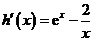 h′(x) = eˣ − 2/x